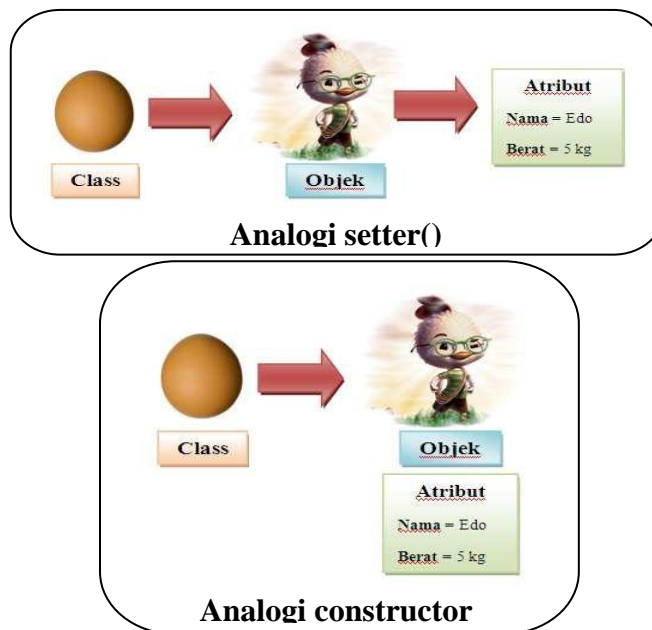 Atribut
Nama = Edo
Berat = 5 kg
Class
Objek
Analogi setter()
Class
Objek
Atribut
Nama = Edo
Berat = 5 kg
Analogi constructor